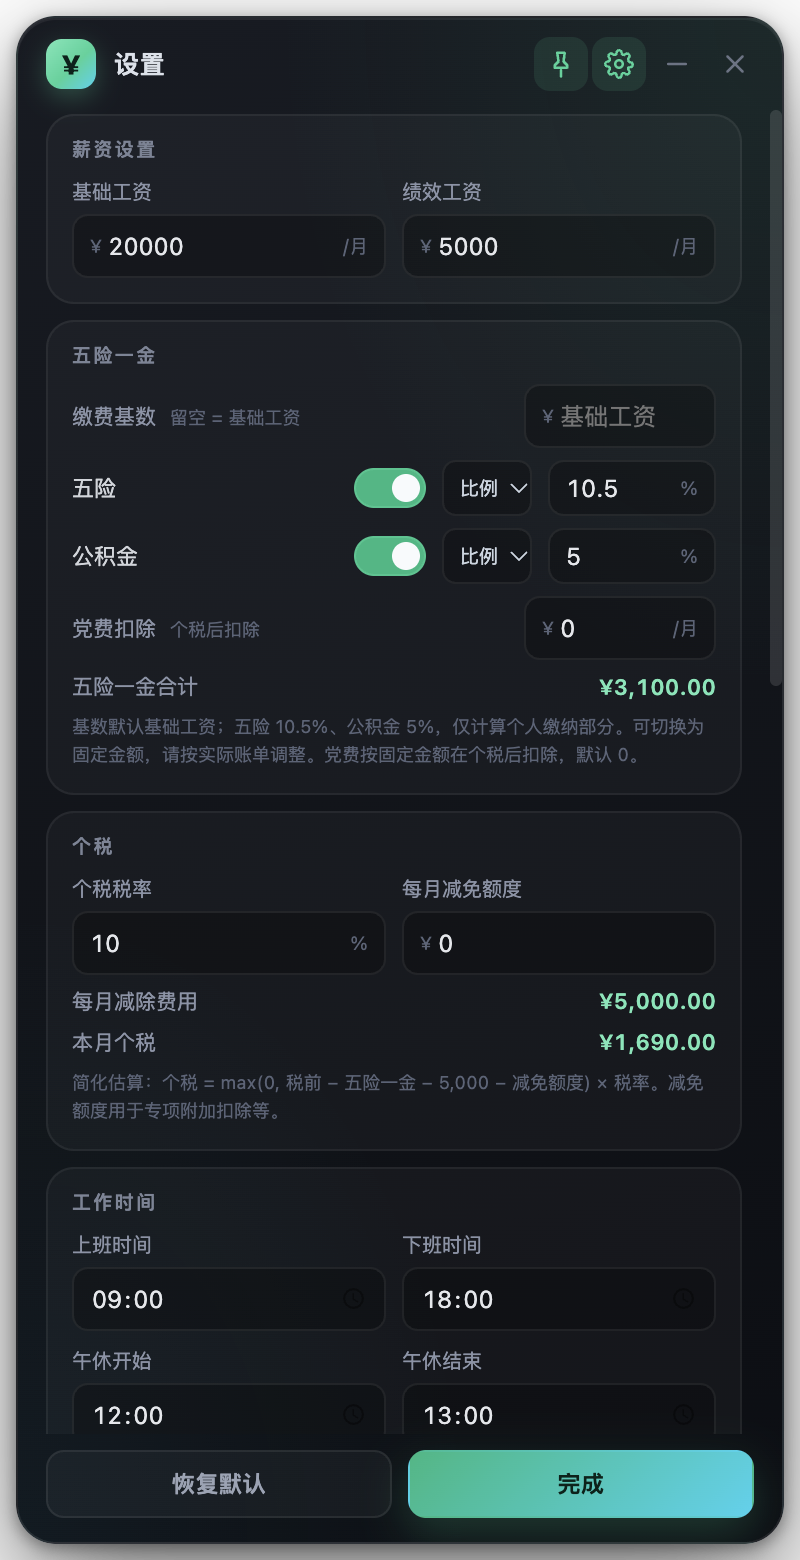 ¥ 设置
薪资设置
基础工资 绩效工资
¥ 20000 /月 ¥ 5000 /月
五险一金
缴费基数 留空 = 基础工资 ¥ 基础工资
五险 比例 10.5 %
公积金 比例 5 %
党费扣除 个税后扣除 ¥ 0 /月
五险一金合计 ¥3,100.00
基数默认基础工资；五险 10.5%、公积金 5%，仅计算个人缴纳部分。可切换为
固定金额，请按实际账单调整。党费按固定金额在个税后扣除，默认 0。
个税
个税税率 每月减免额度
10 % ¥ 0
每月减除费用 ¥5,000.00
本月个税 ¥1,690.00
简化估算：个税 = max(0, 税前 − 五险一金 − 5,000 − 减免额度) × 税率。减免
额度用于专项附加扣除等。
工作时间
上班时间 下班时间
09:00 18:00
午休开始 午休结束
12:00 13:00
恢复默认 完成